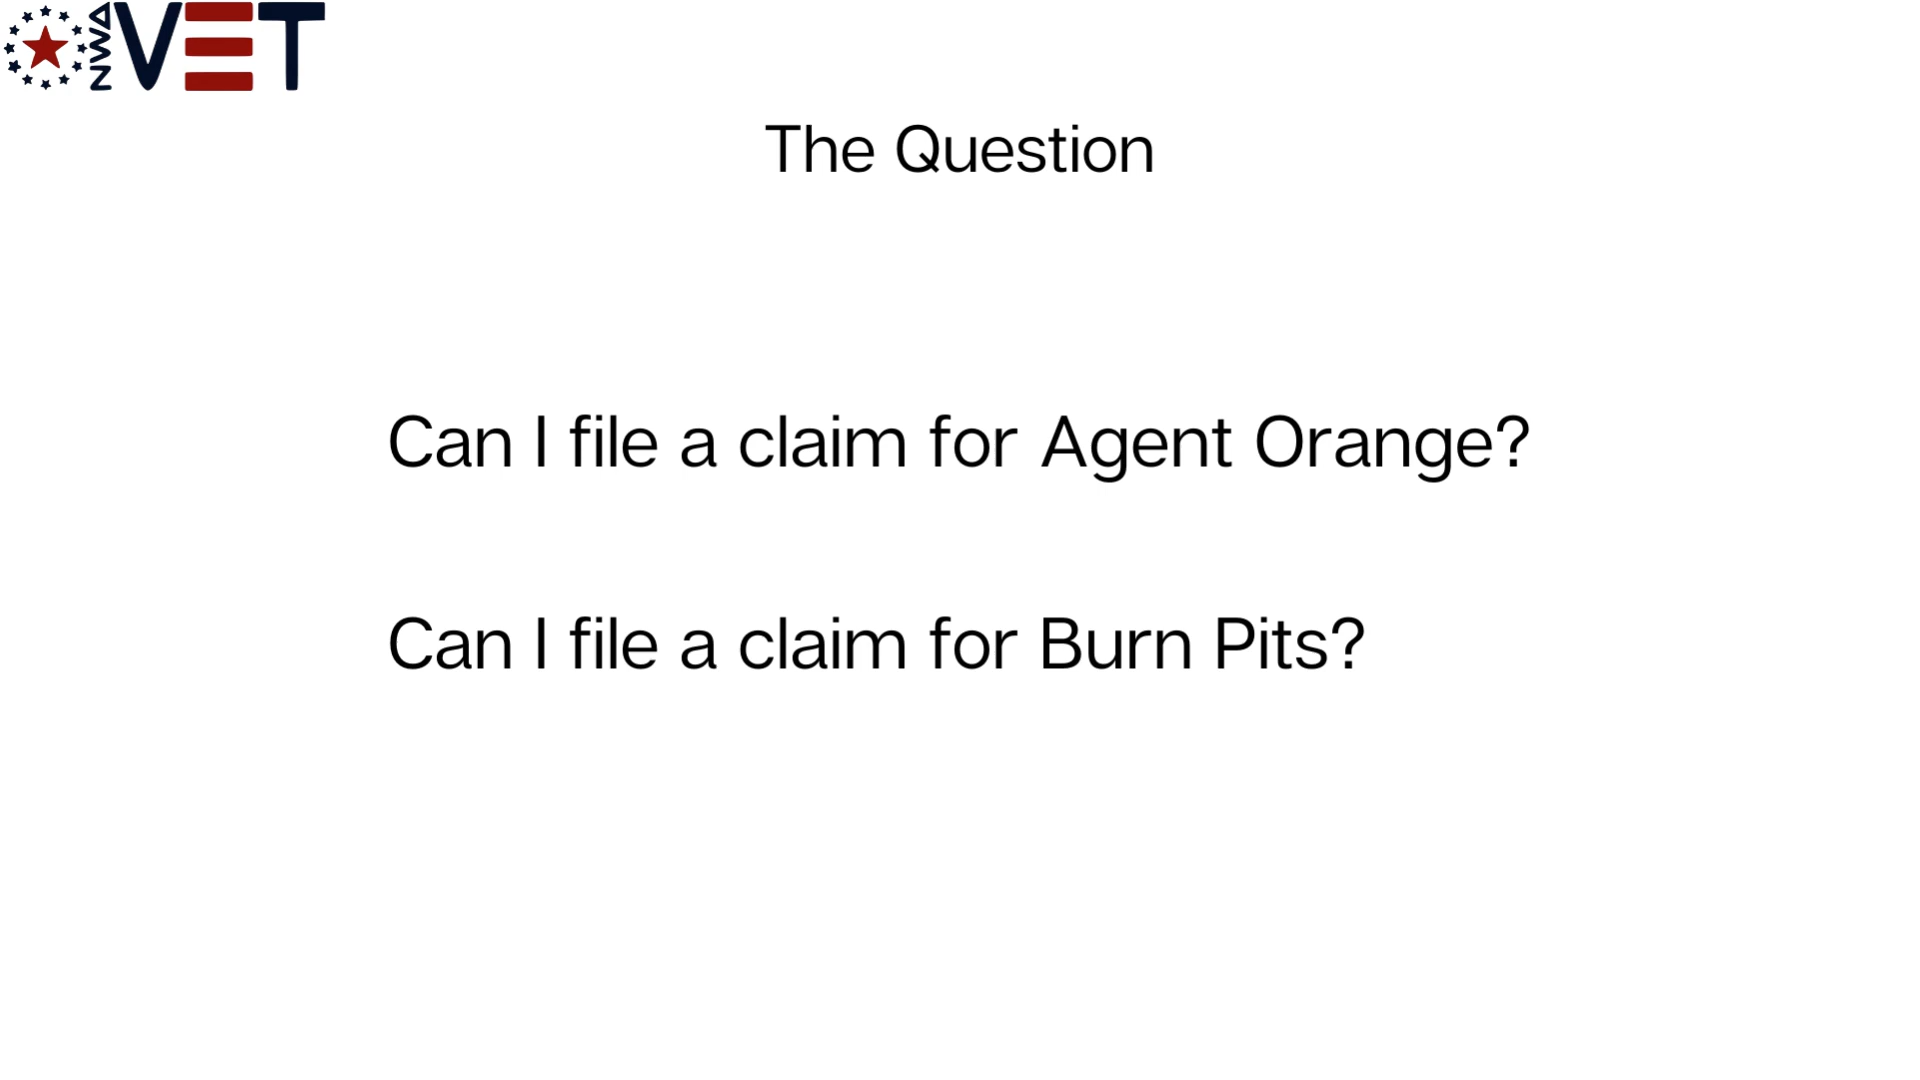 NWA
VET
The Question
Can I file a claim for Agent Orange?
Can I file a claim for Burn Pits?